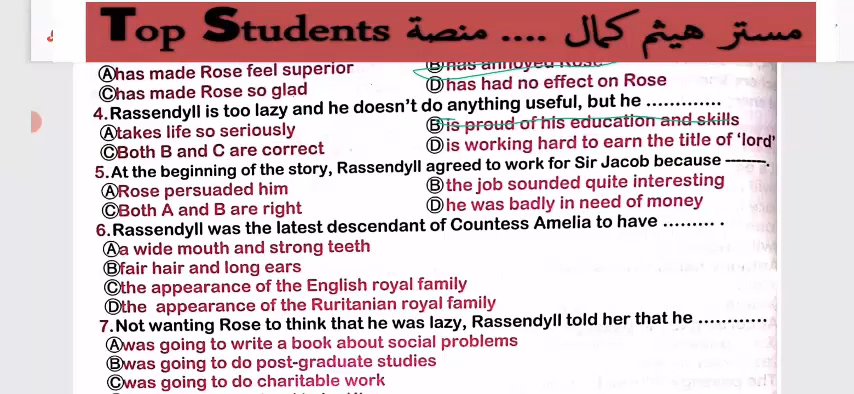 Top Students مستر هيثم كمال .... منصة
Ⓐhas made Rose feel superior Ⓑhas annoyed Rose
Ⓒhas made Rose so glad Ⓓhas had no effect on Rose
4.Rassendyll is too lazy and he doesn't do anything useful, but he .............
Ⓐtakes life so seriously Ⓑis proud of his education and skills
ⒸBoth B and C are correct Ⓓis working hard to earn the title of 'lord'
5.At the beginning of the story, Rassendyll agreed to work for Sir Jacob because --------.
ⒶRose persuaded him Ⓑthe job sounded quite interesting
ⒸBoth A and B are right Ⓓhe was badly in need of money
6.Rassendyll was the latest descendant of Countess Amelia to have ......... .
Ⓐa wide mouth and strong teeth
Ⓑfair hair and long ears
Ⓒthe appearance of the English royal family
Ⓓthe appearance of the Ruritanian royal family
7.Not wanting Rose to think that he was lazy, Rassendyll told her that he ............
Ⓐwas going to write a book about social problems
Ⓑwas going to do post-graduate studies
Ⓒwas going to do charitable work